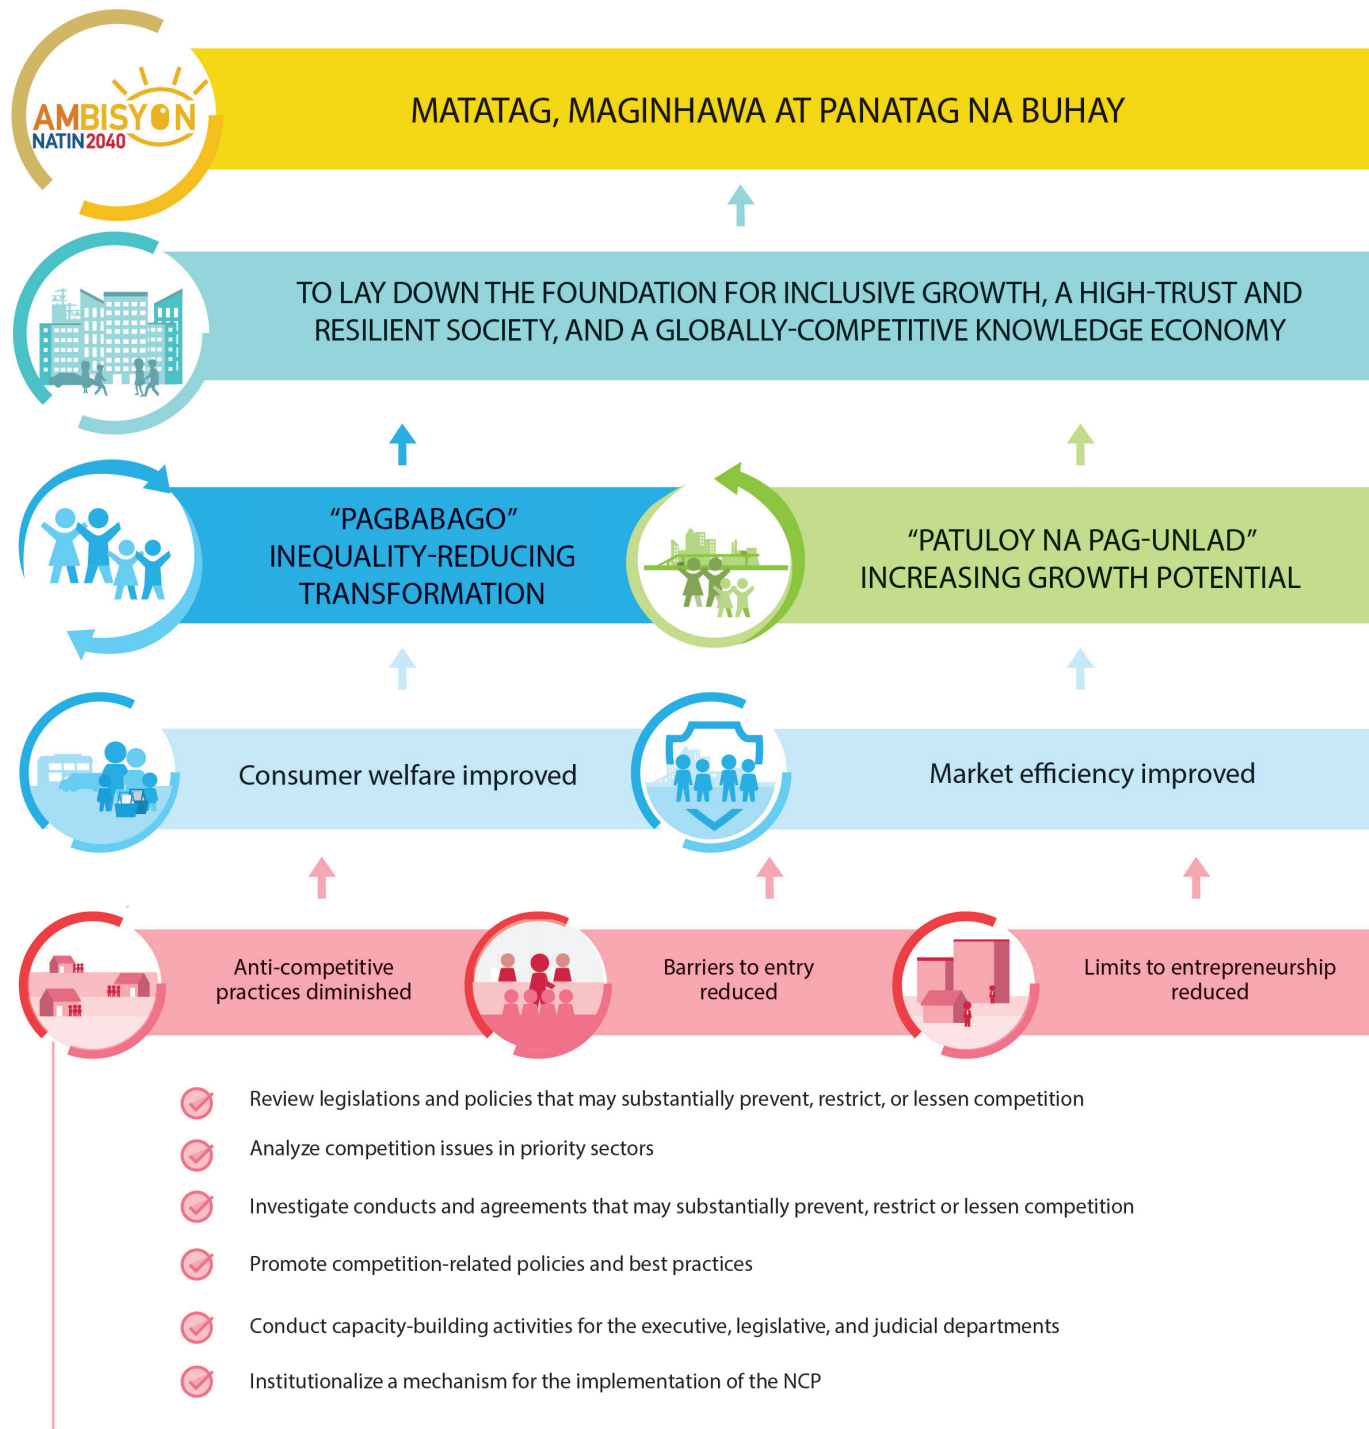 AMBISYON
NATIN2040
MATATAG, MAGINHAWA AT PANATAG NA BUHAY
TO LAY DOWN THE FOUNDATION FOR INCLUSIVE GROWTH, A HIGH-TRUST AND
RESILIENT SOCIETY, AND A GLOBALLY-COMPETITIVE KNOWLEDGE ECONOMY
“PAGBABAGO”
INEQUALITY-REDUCING
TRANSFORMATION
“PATULOY NA PAG-UNLAD”
INCREASING GROWTH POTENTIAL
Consumer welfare improved
Market efficiency improved
Anti-competitive
practices diminished
Barriers to entry
reduced
Limits to entrepreneurship
reduced
Review legislations and policies that may substantially prevent, restrict, or lessen competition
Analyze competition issues in priority sectors
Investigate conducts and agreements that may substantially prevent, restrict or lessen competition
Promote competition-related policies and best practices
Conduct capacity-building activities for the executive, legislative, and judicial departments
Institutionalize a mechanism for the implementation of the NCP